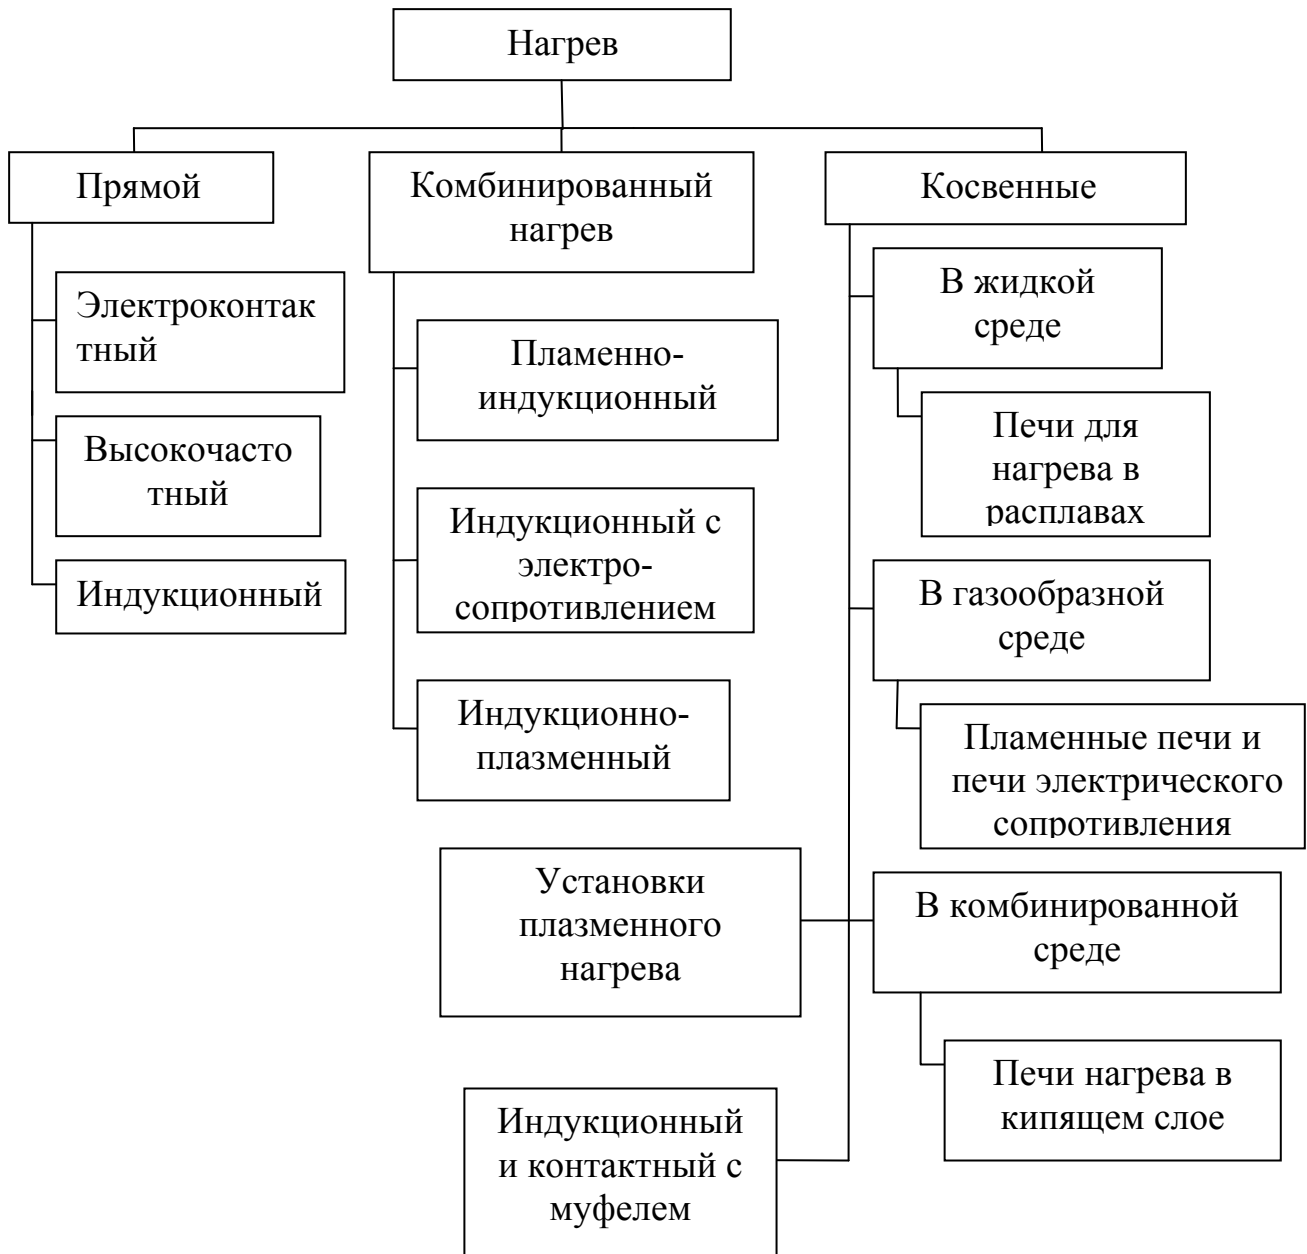 Нагрев
Прямой
Электроконтак
тный
Высокочасто
тный
Индукционный
Комбинированный
нагрев
Пламенно-
индукционный
Индукционный с
электро-
сопротивлением
Индукционно-
плазменный
Косвенные
В жидкой
среде
Печи для
нагрева в
расплавах
В газообразной
среде
Пламенные печи и
печи электрического
сопротивления
Установки
плазменного
нагрева
В комбинированной
среде
Печи нагрева в
кипящем слое
Индукционный
и контактный с
муфелем